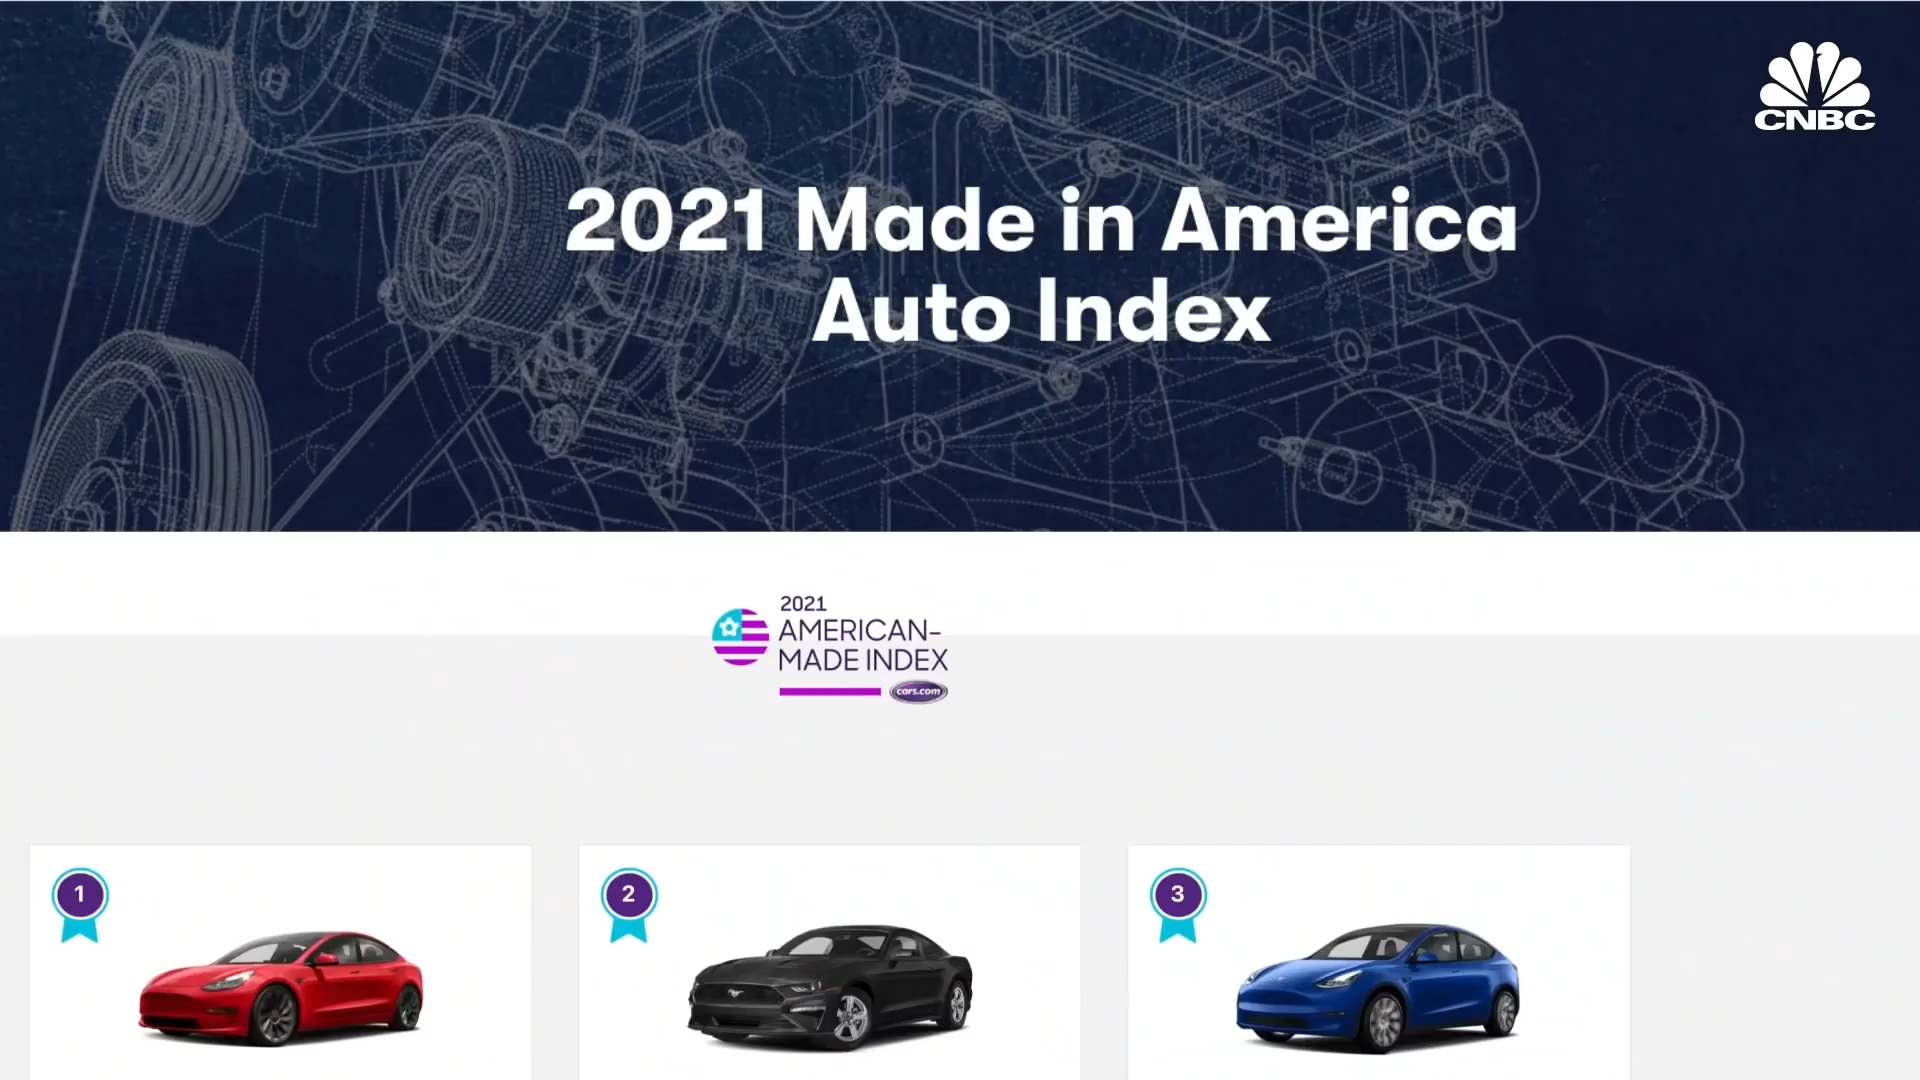 CNBC
2021 Made in America
Auto Index
2021
AMERICAN-
MADE INDEX
cars.com
1
2
3